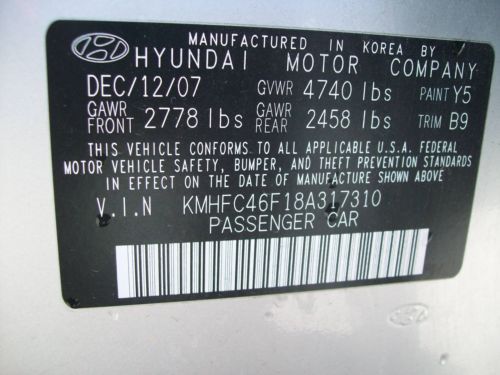 MANUFACTURED IN KOREA BY
HYUNDAI MOTOR COMPANY
DEC/12/07 GVWR 4740 lbs PAINT Y5
GAWR FRONT 2778 lbs GAWR REAR 2458 lbs TRIM B9
THIS VEHICLE CONFORMS TO ALL APPLICABLE U.S.A. FEDERAL
MOTOR VEHICLE SAFETY, BUMPER, AND THEFT PREVENTION STANDARDS
IN EFFECT ON THE DATE OF MANUFACTURE SHOWN ABOVE.
V.I.N KMHFC46F18A317310
PASSENGER CAR